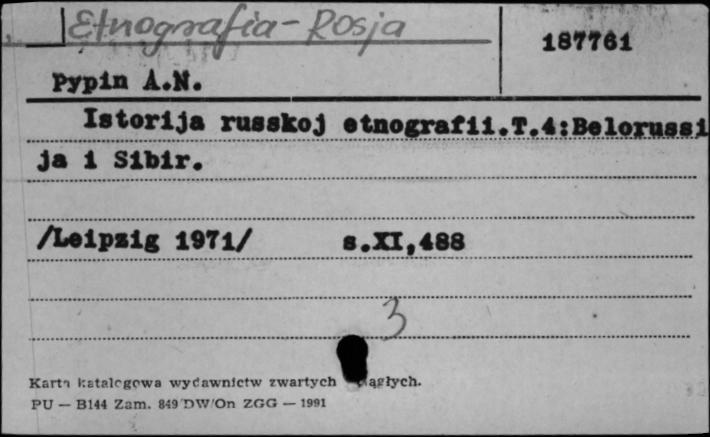 Etnografia - Rosja
187761
Pypin A.N.
Istorija russkoj etnografii.T.4:Belorussi
ja i Sibir.
/Leipzig 1971/ s.XI,488
3
Karta katalogowa wydawnictw zwartych ciągłych.
PU — B144 Zam. 849/DW/On ZGG — 1991